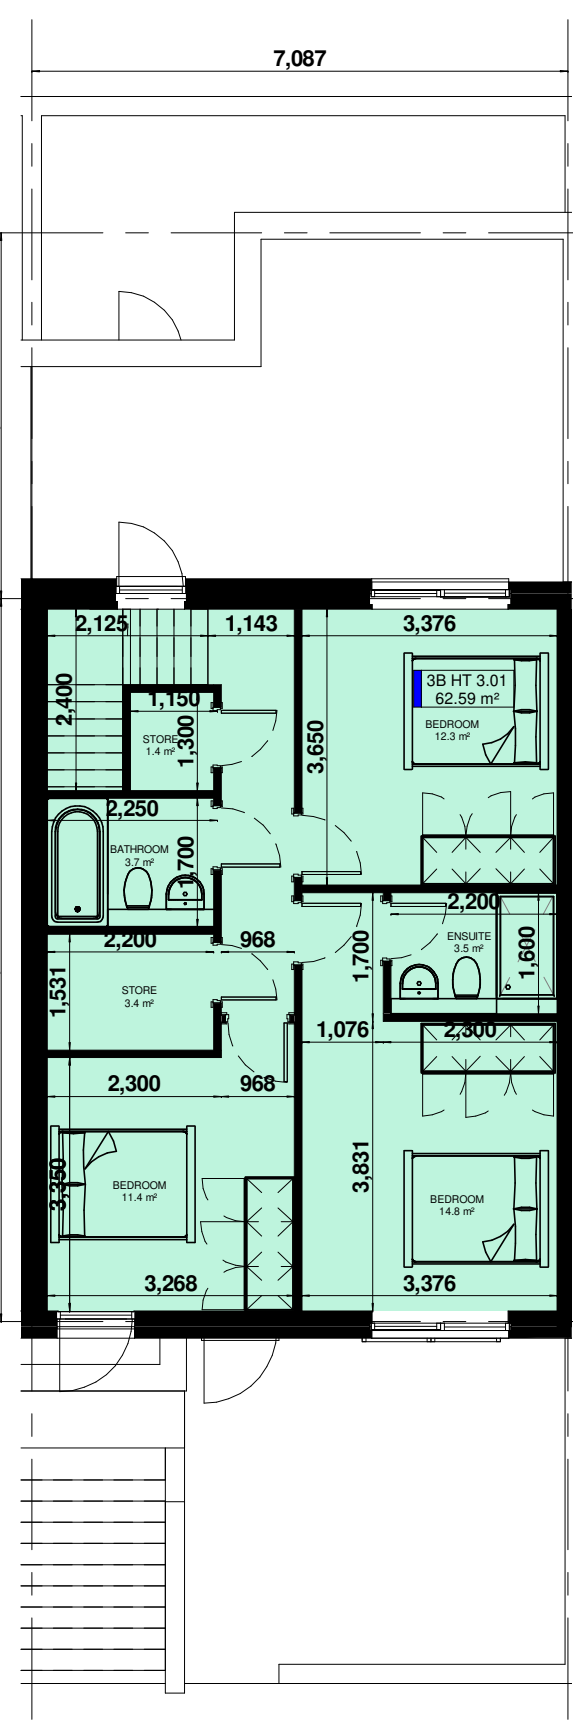 7,087
2,125
1,143
3,376
2,400
3B HT 3.01
62.59 m²
BEDROOM
12.3 m²
1,150
STORE
1.4 m²
1,300
3,650
2,250
BATHROOM
3.7 m²
1,700
2,200
ENSUITE
3.5 m²
1,600
1,700
2,200
968
1,531
STORE
3.4 m²
1,076
2,300
2,300
968
3,350
BEDROOM
11.4 m²
3,831
BEDROOM
14.8 m²
3,268
3,376